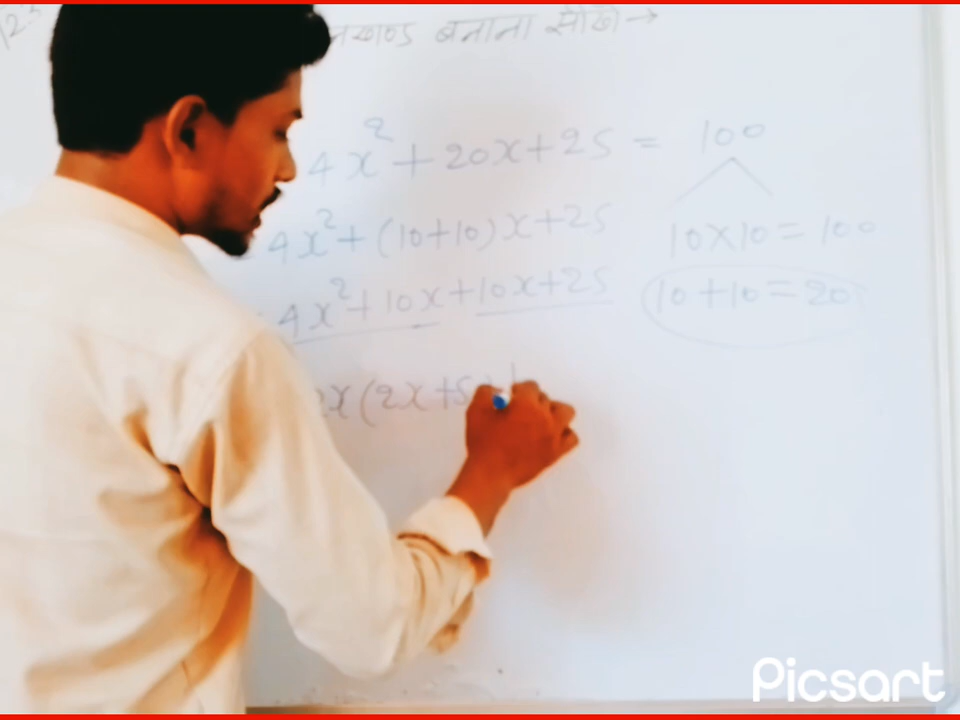 बनाना सीखें →
4x² + 20x + 25 = 100
4x² + (10+10)x + 25 10×10 = 100
4x² + 10x + 10x + 25 10 + 10 = 20
2x(2x+5
Picsart